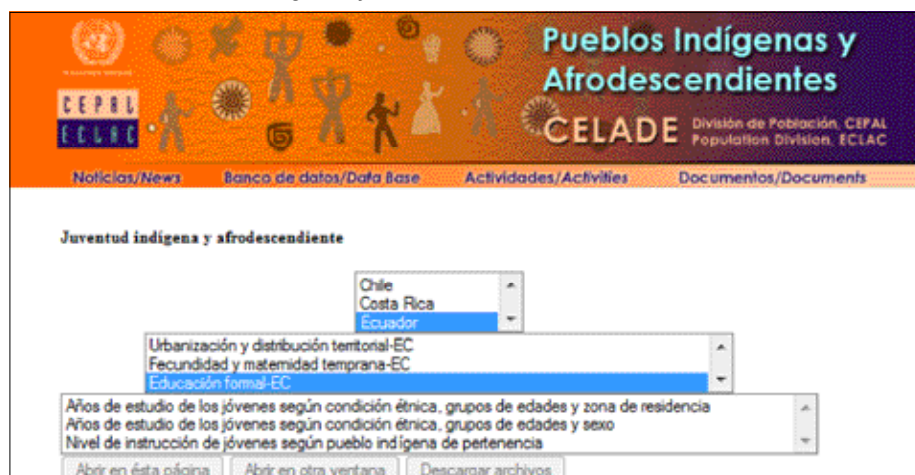 Pueblos Indígenas y
Afrodescendientes
CEPAL
ECLAC
CELADE División de Población, CEPAL
Population Division, ECLAC
Noticias/News Banco de datos/Data Base Actividades/Activities Documentos/Documents
Juventud indígena y afrodescendiente
Chile
Costa Rica
Ecuador
Urbanización y distribución territorial-EC
Fecundidad y maternidad temprana-EC
Educación formal-EC
Años de estudio de los jóvenes según condición étnica, grupos de edades y zona de residencia
Años de estudio de los jóvenes según condición étnica, grupos de edades y sexo
Nivel de instrucción de jóvenes según pueblo indígena de pertenencia
Abrir en ésta página Abrir en otra ventana Descargar archivos